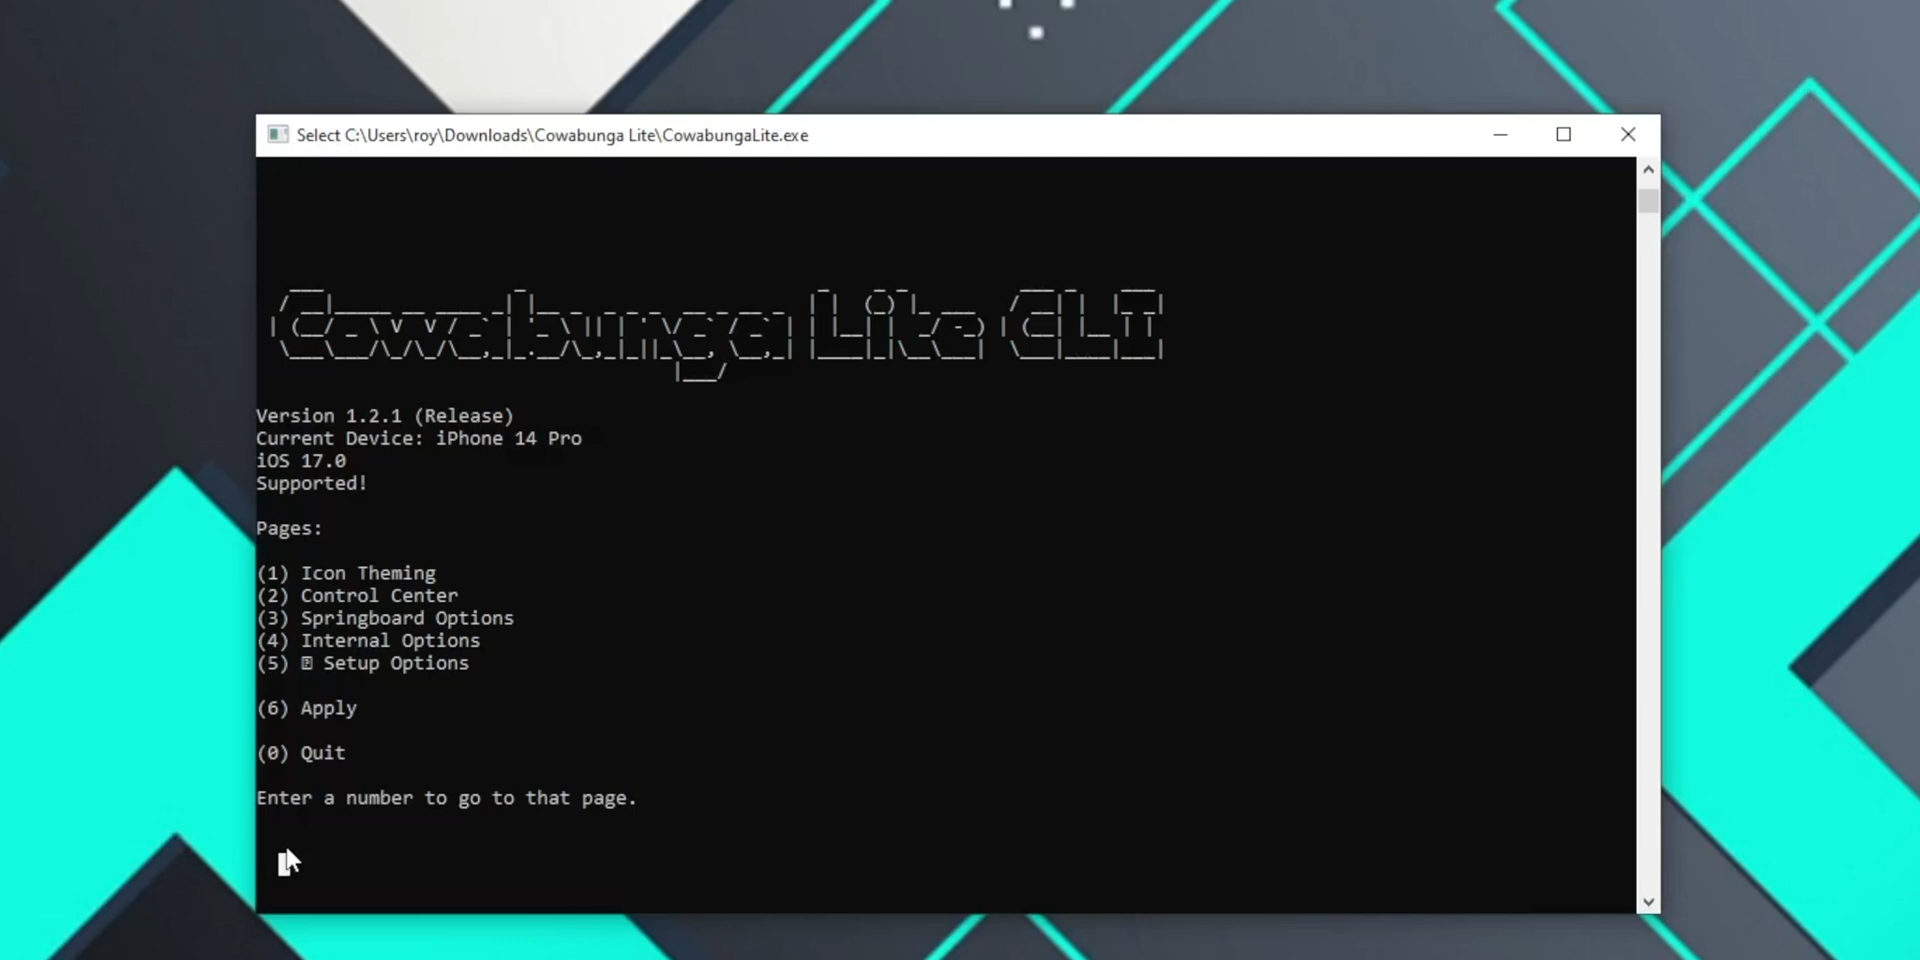 Select C:\Users\roy\Downloads\Cowabunga Lite\CowabungaLite.exe
Cowabunga Lite CLI
Version 1.2.1 (Release)
Current Device: iPhone 14 Pro
iOS 17.0
Supported!
Pages:
(1) Icon Theming
(2) Control Center
(3) Springboard Options
(4) Internal Options
(5) ⍰ Setup Options
(6) Apply
(0) Quit
Enter a number to go to that page.